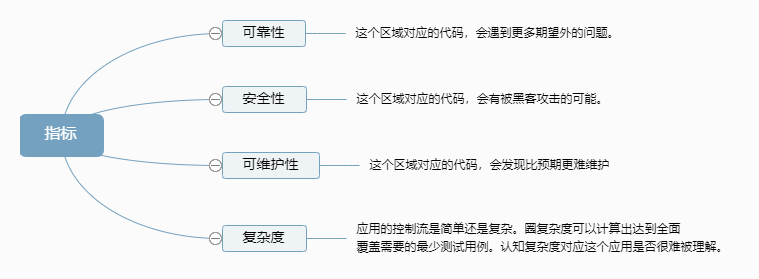 指标
可靠性
这个区域对应的代码，会遇到更多期望外的问题。
安全性
这个区域对应的代码，会有被黑客攻击的可能。
可维护性
这个区域对应的代码，会发现比预期更难维护
复杂度
应用的控制流是简单还是复杂。圆复杂度可以计算出达到全面
覆盖需要的最少测试用例。认知复杂度对应这个应用是否很难被理解。